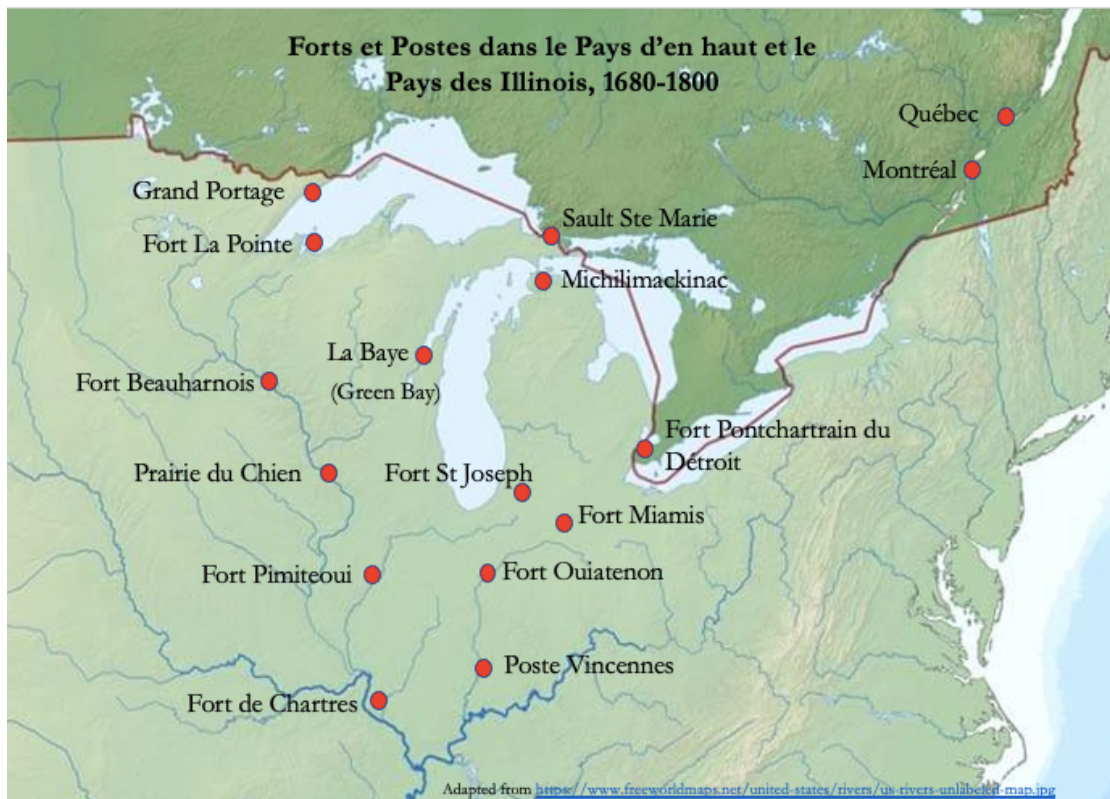 Forts et Postes dans le Pays d'en haut et le
Pays des Illinois, 1680-1800
Québec
Montréal
Grand Portage
Sault Ste Marie
Fort La Pointe
Michilimackinac
La Baye
(Green Bay)
Fort Beauharnois
Fort Pontchartrain du
Détroit
Prairie du Chien
Fort St Joseph
Fort Miamis
Fort Pimiteoui
Fort Ouiatenon
Poste Vincennes
Fort de Chartres
Adapted from https://www.freeworldmaps.net/united-states/rivers/us-rivers-unlabeled-map.jpg